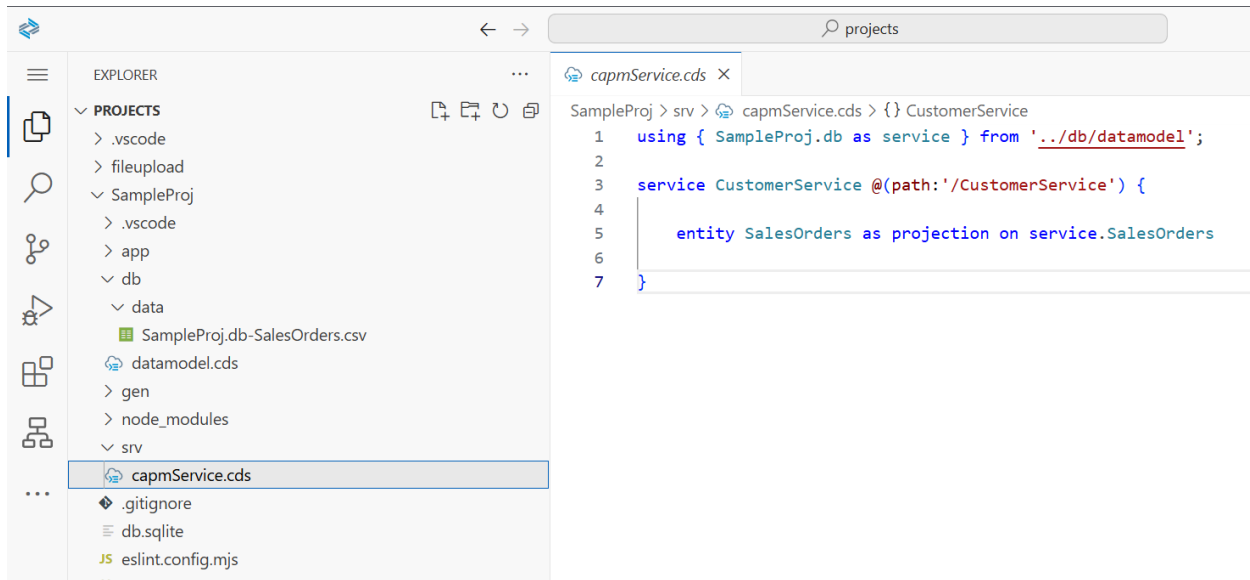 projects
EXPLORER
PROJECTS
.vscode
fileupload
SampleProj
.vscode
app
db
data
SampleProj.db-SalesOrders.csv
datamodel.cds
gen
node_modules
srv
capmService.cds
.gitignore
db.sqlite
JS eslint.config.mjs
capmService.cds
SampleProj > srv > capmService.cds > {} CustomerService
1 using { SampleProj.db as service } from '../db/datamodel';
2
3 service CustomerService @(path:'/CustomerService') {
4
5 entity SalesOrders as projection on service.SalesOrders
6
7 }